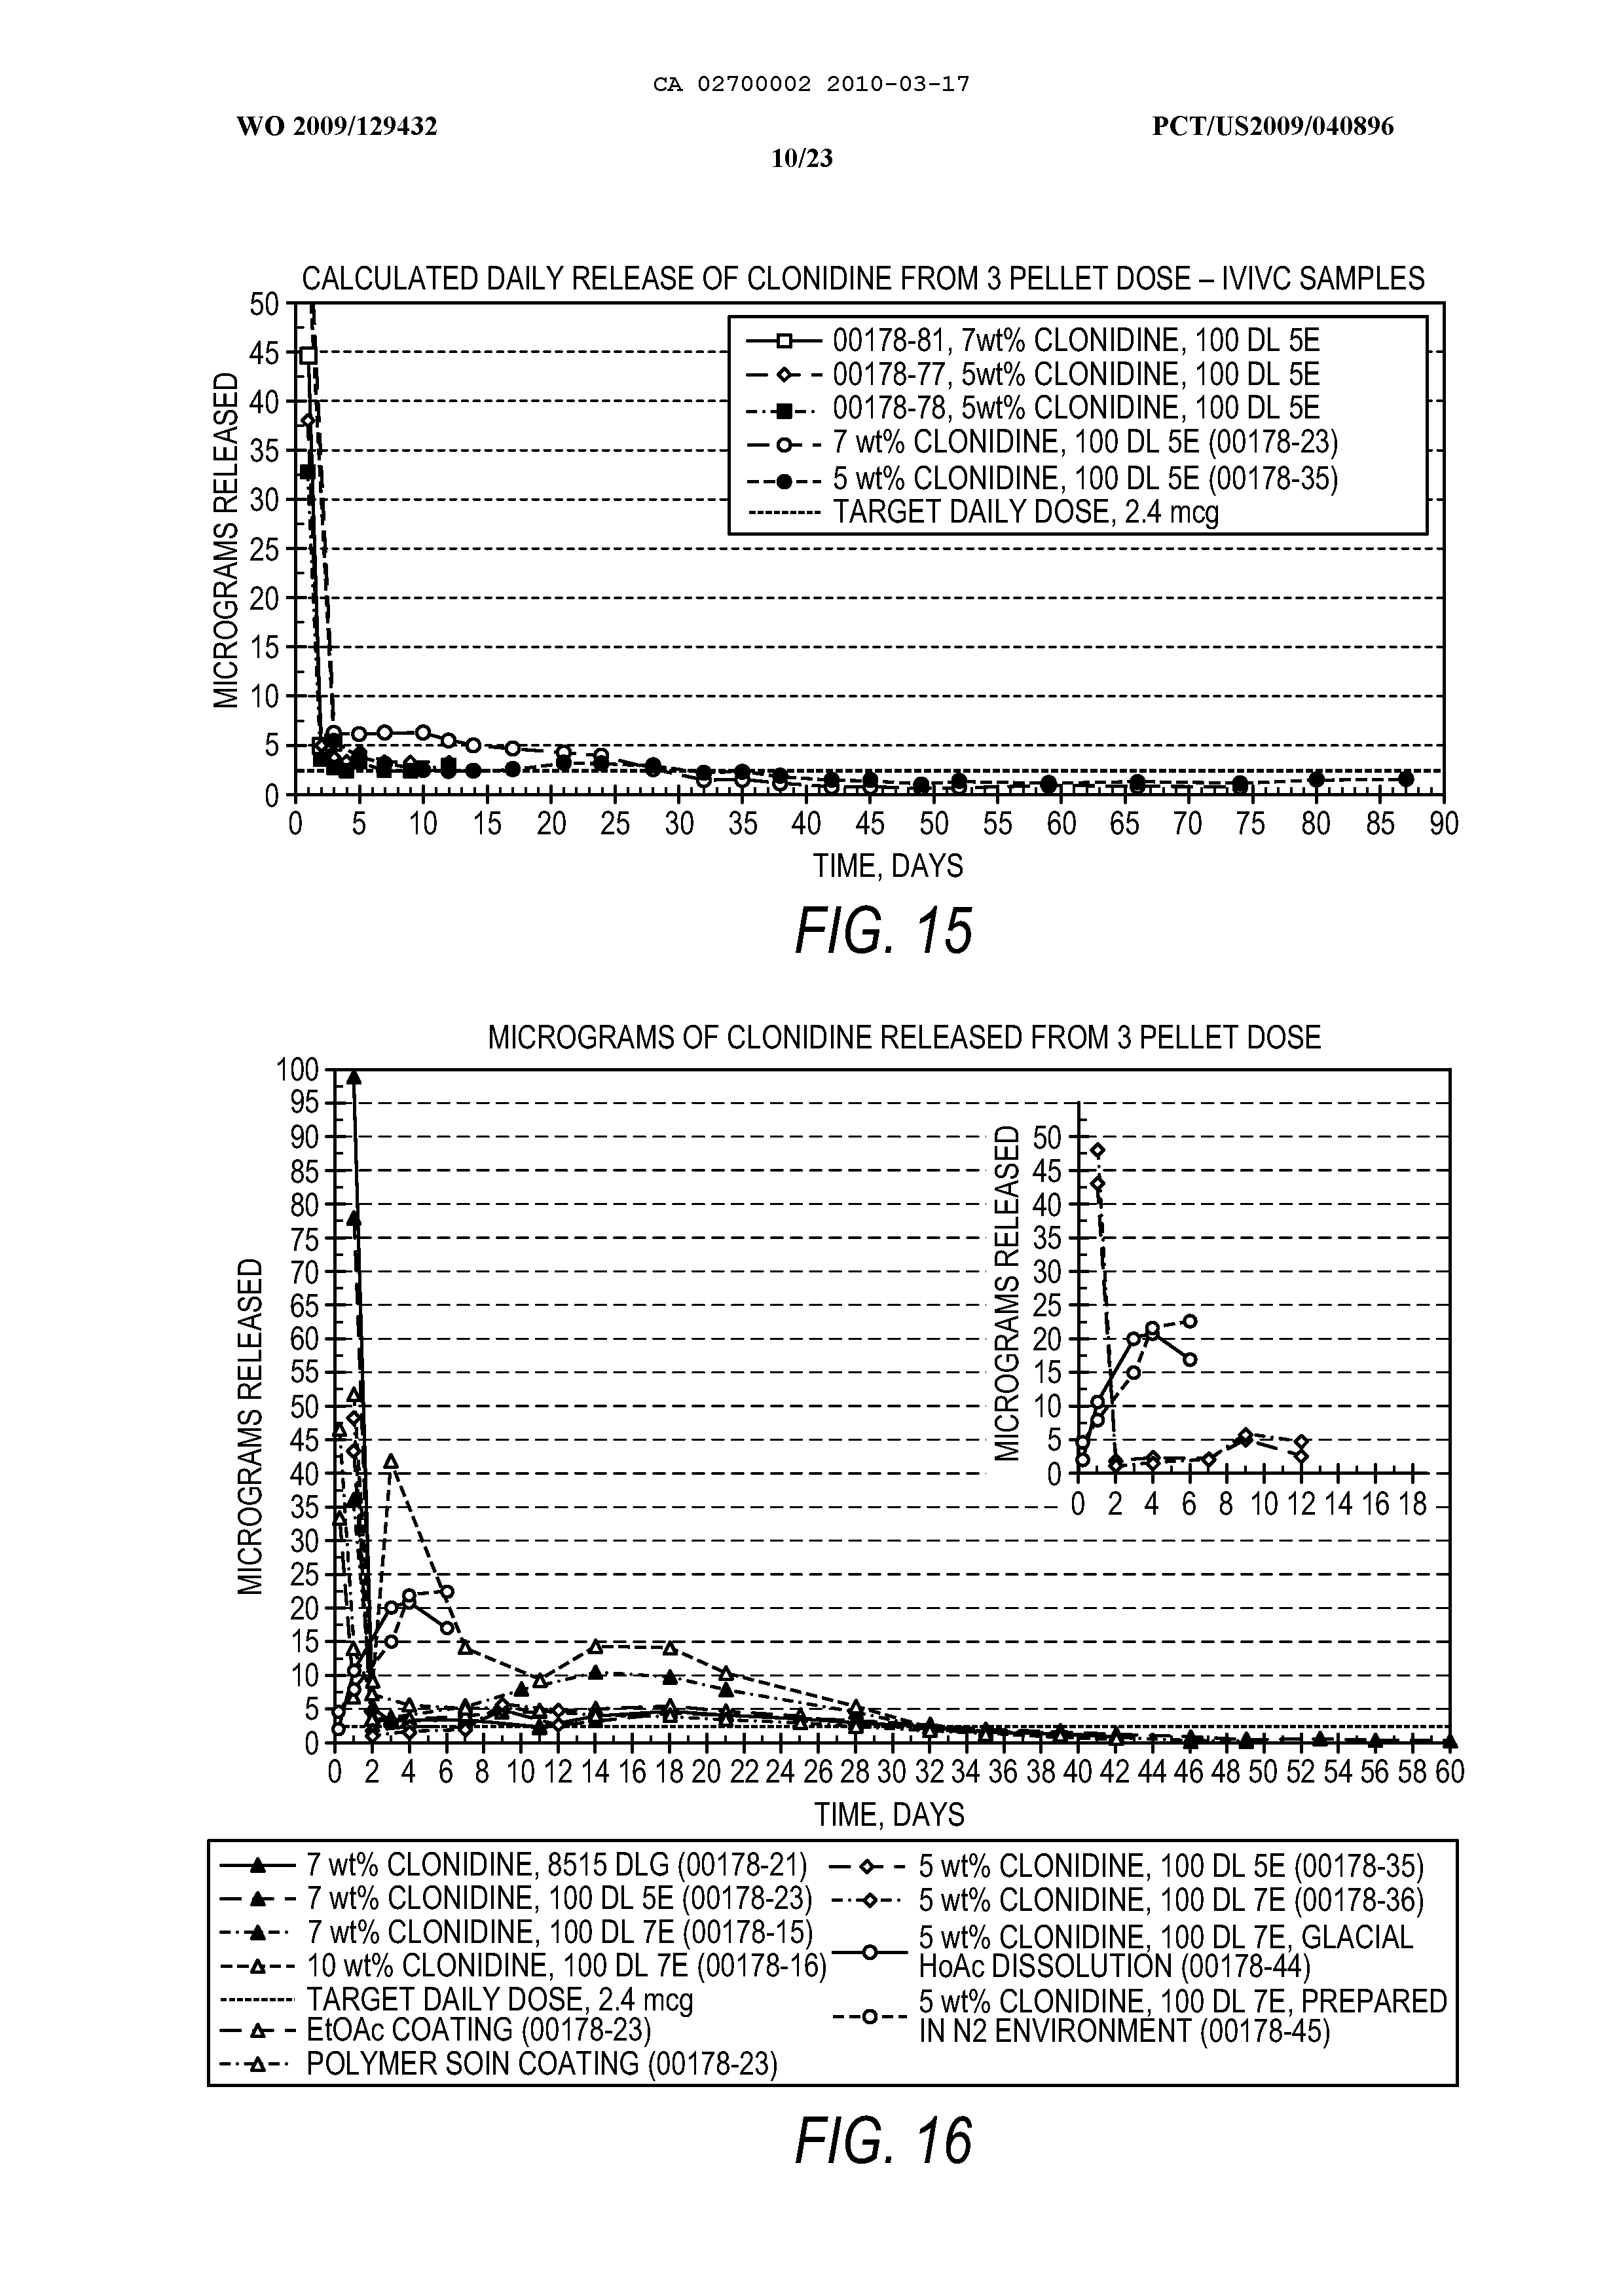 CA 02700002 2010-03-17
WO 2009/129432
PCT/US2009/040896
10/23
CALCULATED DAILY RELEASE OF CLONIDINE FROM 3 PELLET DOSE – IVIVC SAMPLES
MICROGRAMS RELEASED
50
45
40
35
30
25
20
15
10
5
0
00178-81, 7wt% CLONIDINE, 100 DL 5E
00178-77, 5wt% CLONIDINE, 100 DL 5E
00178-78, 5wt% CLONIDINE, 100 DL 5E
7 wt% CLONIDINE, 100 DL 5E (00178-23)
5 wt% CLONIDINE, 100 DL 5E (00178-35)
TARGET DAILY DOSE, 2.4 mcg
0 5 10 15 20 25 30 35 40 45 50 55 60 65 70 75 80 85 90
TIME, DAYS
FIG. 15
MICROGRAMS OF CLONIDINE RELEASED FROM 3 PELLET DOSE
MICROGRAMS RELEASED
100
95
90
85
80
75
70
65
60
55
50
45
40
35
30
25
20
15
10
5
0
MICROGRAMS RELEASED
50
45
40
35
30
25
20
15
10
5
0
0 2 4 6 8 10 12 14 16 18
0 2 4 6 8 10 12 14 16 18 20 22 24 26 28 30 32 34 36 38 40 42 44 46 48 50 52 54 56 58 60
TIME, DAYS
7 wt% CLONIDINE, 8515 DLG (00178-21)
7 wt% CLONIDINE, 100 DL 5E (00178-23)
7 wt% CLONIDINE, 100 DL 7E (00178-15)
10 wt% CLONIDINE, 100 DL 7E (00178-16)
TARGET DAILY DOSE, 2.4 mcg
EtOAc COATING (00178-23)
POLYMER SOIN COATING (00178-23)
5 wt% CLONIDINE, 100 DL 5E (00178-35)
5 wt% CLONIDINE, 100 DL 7E (00178-36)
5 wt% CLONIDINE, 100 DL 7E, GLACIAL
HoAc DISSOLUTION (00178-44)
5 wt% CLONIDINE, 100 DL 7E, PREPARED
IN N2 ENVIRONMENT (00178-45)
FIG. 16